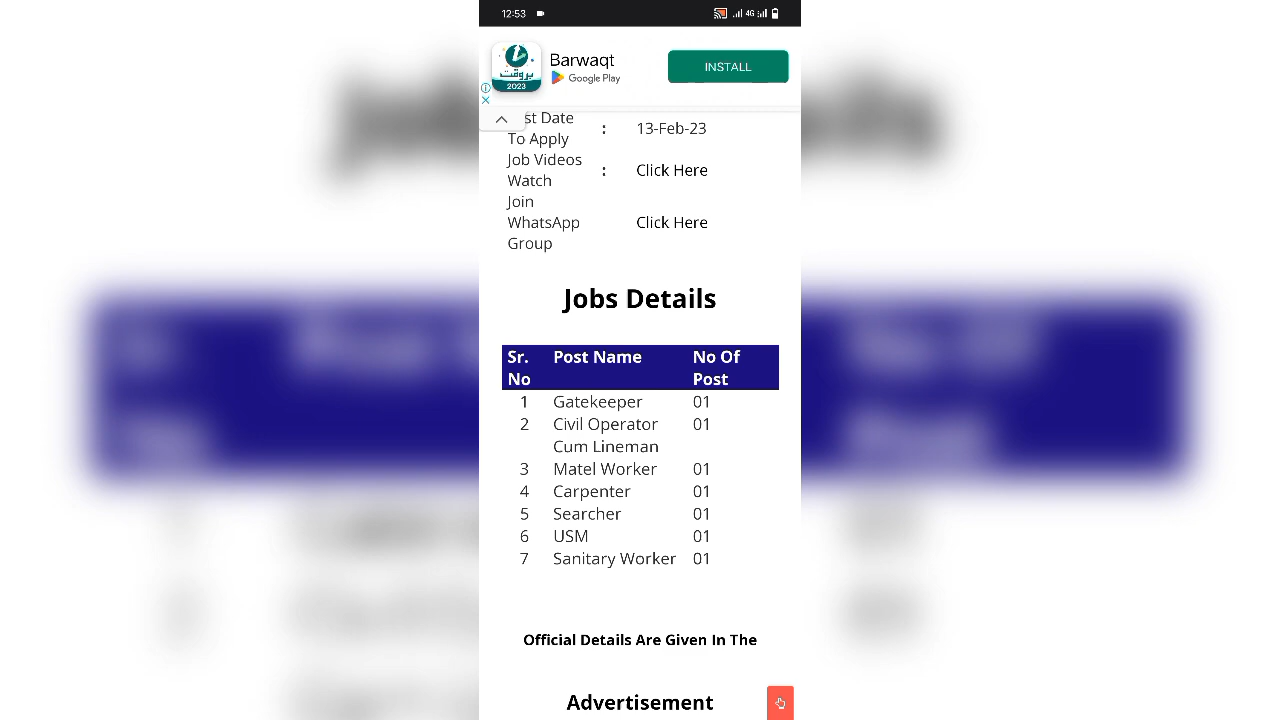 12:53 4G
Barwaqt
Google Play
INSTALL
بروقت
2023
st Date
To Apply : 13-Feb-23
Job Videos
Watch : Click Here
Join
WhatsApp
Group Click Here
Jobs Details
Sr. No Post Name No Of Post
1 Gatekeeper 01
2 Civil Operator 01
Cum Lineman
3 Matel Worker 01
4 Carpenter 01
5 Searcher 01
6 USM 01
7 Sanitary Worker 01
Official Details Are Given In The
Advertisement